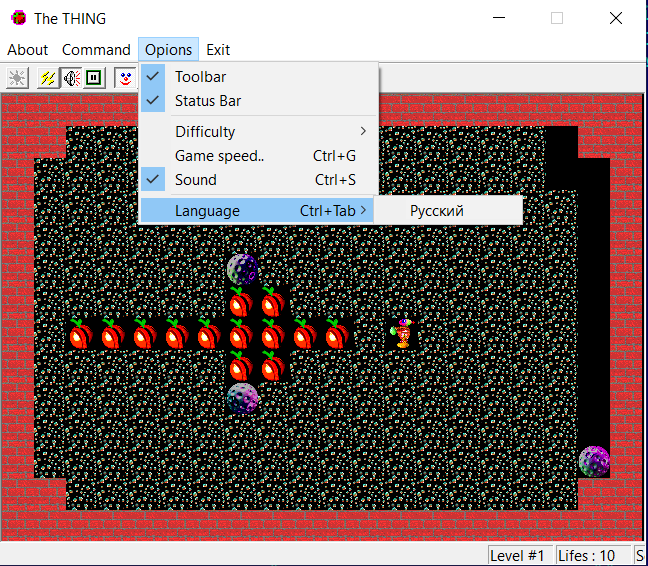 The THING
About Command Opions Exit
Toolbar
Status Bar
Difficulty
Game speed.. Ctrl+G
Sound Ctrl+S
Language Ctrl+Tab
Русский
Level #1 Lifes : 10 S